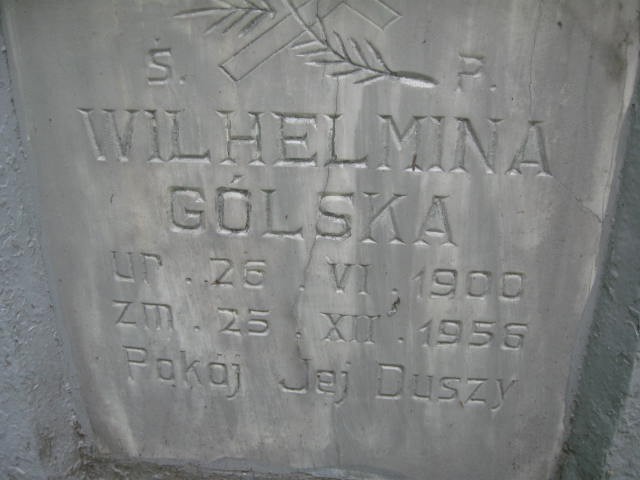 Ś. P.
WILHELMINA
GÓLSKA
ur. 26. VI. 1900
zm. 25. XII. 1956
Pokój Jej Duszy